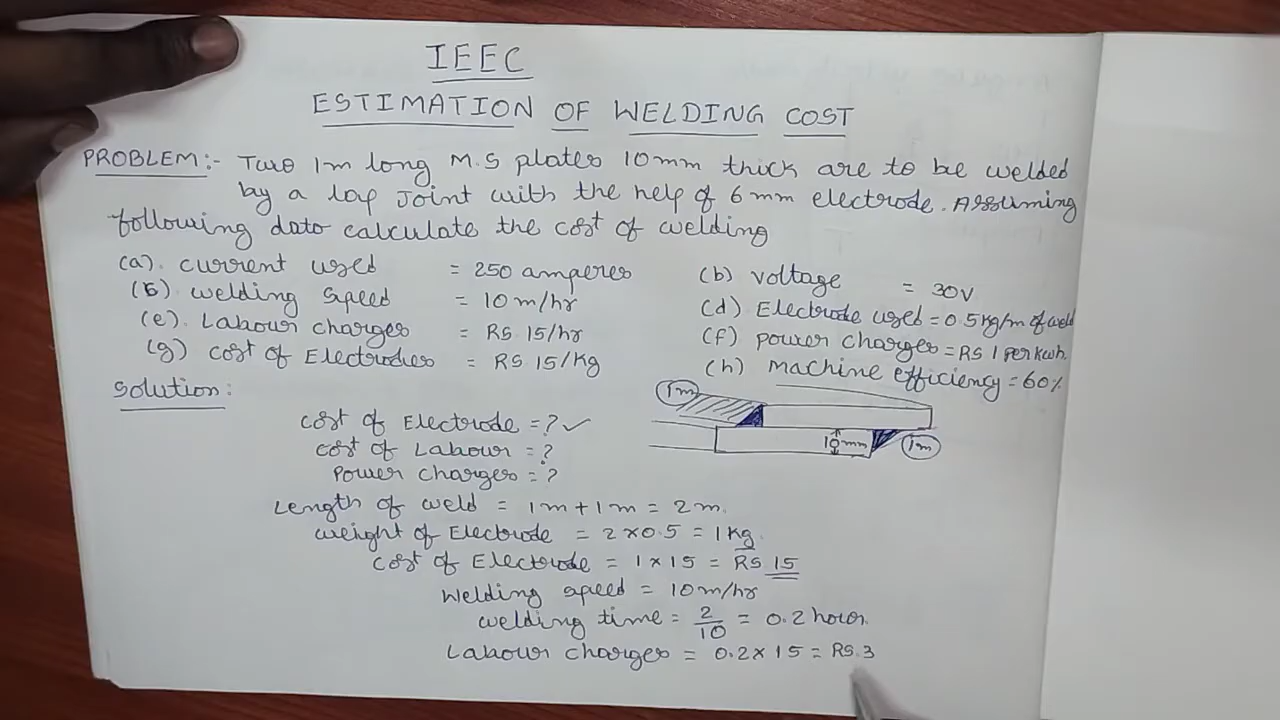 IEEC
ESTIMATION OF WELDING COST
PROBLEM:- Two 1m long M.S plates 10mm thick are to be welded
by a lap Joint with the help of 6 mm electrode. Assuming
following data calculate the cost of welding
(a). current used = 250 amperes (b) voltage = 30V
(c) welding speed = 10 m/hr (d) Electrode used = 0.5 kg/m of weld
(e). Labour charges = Rs 15/hr (f) power charges = Rs 1 per kwh.
(g) cost of Electrodes = Rs 15/kg (h) machine efficiency = 60%
Solution:
1m
10mm
1m
cost of Electrode = ? ✓
cost of Labour = ?
Power charges = ?
Length of weld = 1m + 1m = 2m.
weight of Electrode = 2 x 0.5 = 1 kg.
cost of Electrode = 1 x 15 = Rs 15
Welding speed = 10m/hr
welding time = 2/10 = 0.2 hour.
Labour charges = 0.2 x 15 = Rs.3